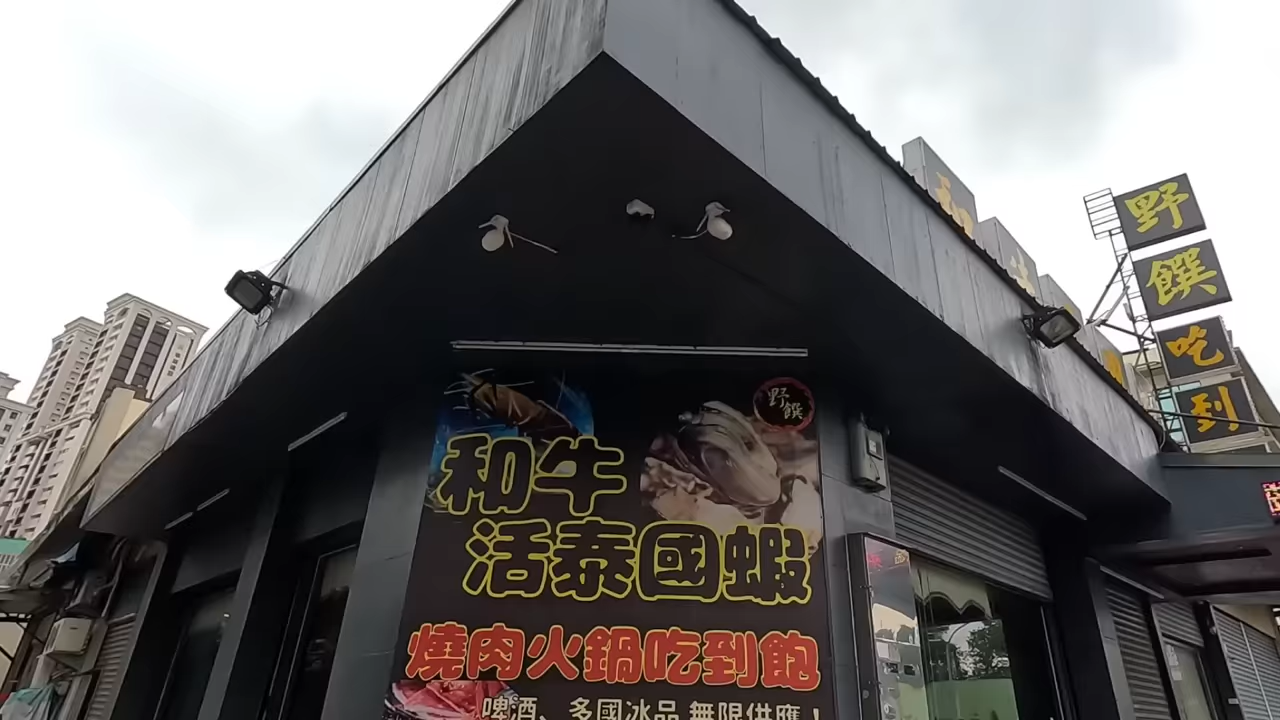 野
饌
吃
到
野
饌
和牛
活泰國蝦
燒肉火鍋吃到飽
啤酒、多國冰品 無限供應！